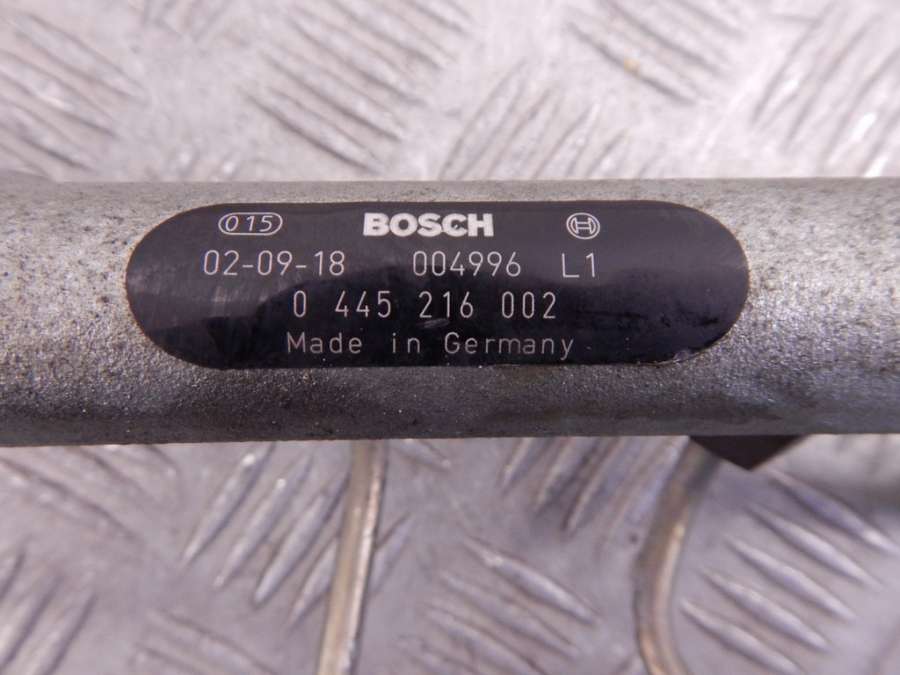 015 BOSCH
02-09-18 004996 L1
0 445 216 002
Made in Germany